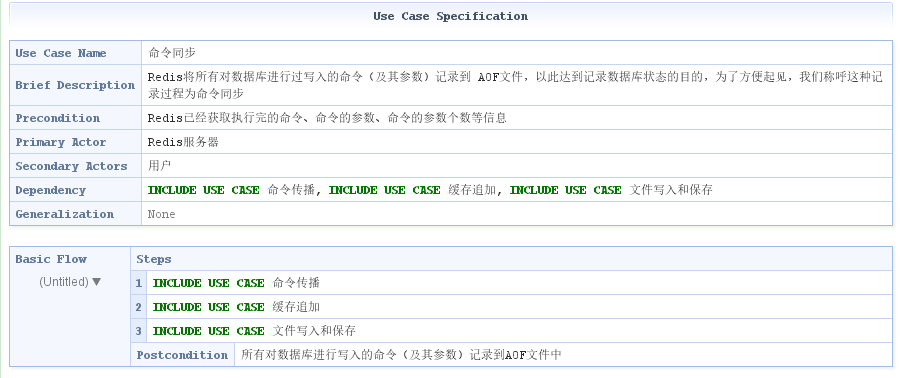 Use Case Specification
Use Case Name 命令同步
Brief Description Redis将所有对数据库进行过写入的命令（及其参数）记录到 AOF文件，以此达到记录数据库状态的目的，为了方便起见，我们称呼这种记
录过程为命令同步
Precondition Redis已经获取执行完的命令、命令的参数、命令的参数个数等信息
Primary Actor Redis服务器
Secondary Actors 用户
Dependency INCLUDE USE CASE 命令传播, INCLUDE USE CASE 缓存追加, INCLUDE USE CASE 文件写入和保存
Generalization None
Basic Flow Steps
(Untitled) ▼
1 INCLUDE USE CASE 命令传播
2 INCLUDE USE CASE 缓存追加
3 INCLUDE USE CASE 文件写入和保存
Postcondition 所有对数据库进行写入的命令（及其参数）记录到AOF文件中